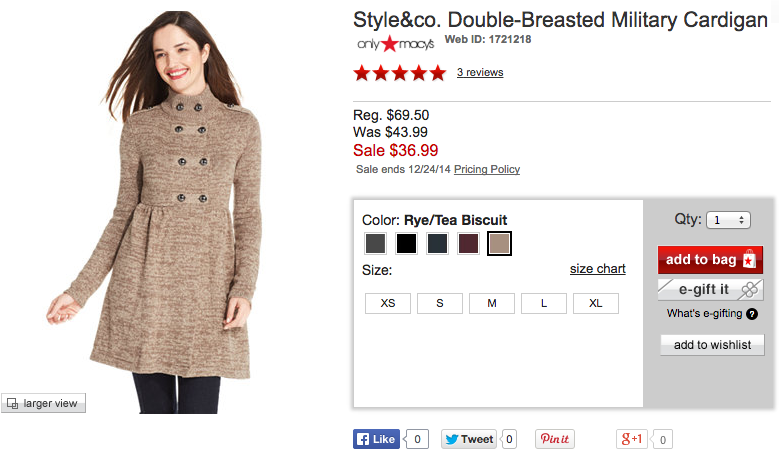 Style&co. Double-Breasted Military Cardigan
only macys Web ID: 1721218
3 reviews
Reg. $69.50
Was $43.99
Sale $36.99
Sale ends 12/24/14 Pricing Policy
Color: Rye/Tea Biscuit
Size: size chart
XS S M L XL
Qty: 1
add to bag
e-gift it
What's e-gifting ?
add to wishlist
larger view
f Like 0 Tweet 0 Pin it g+1 0